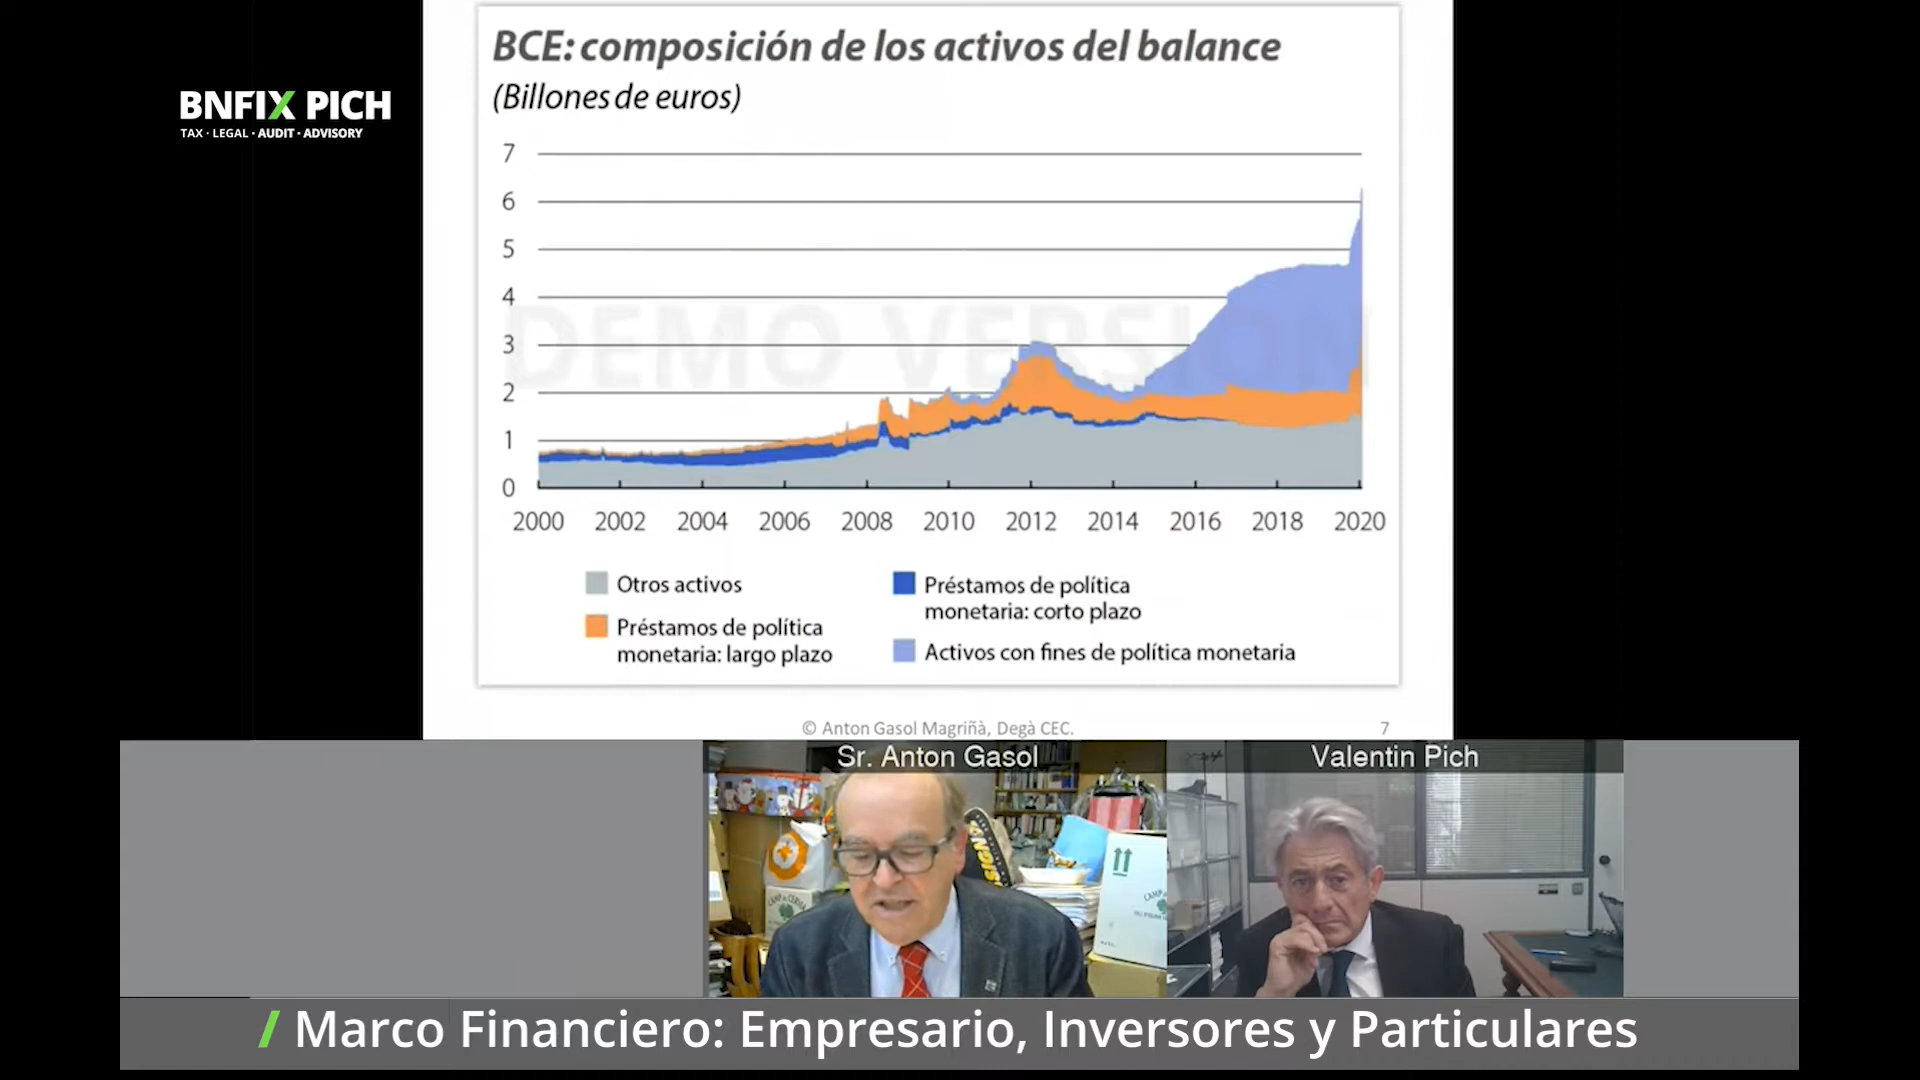 BCE: composición de los activos del balance
(Billones de euros)
BNFIX PICH
TAX · LEGAL · AUDIT · ADVISORY
7
6
5
4
3
2
1
0
DEMO VERSION
2000 2002 2004 2006 2008 2010 2012 2014 2016 2018 2020
Otros activos
Préstamos de política
monetaria: largo plazo
Préstamos de política
monetaria: corto plazo
Activos con fines de política monetaria
© Anton Gasol Magriñà, Degà CEC.
7
Sr. Anton Gasol
Valentin Pich
/ Marco Financiero: Empresario, Inversores y Particulares